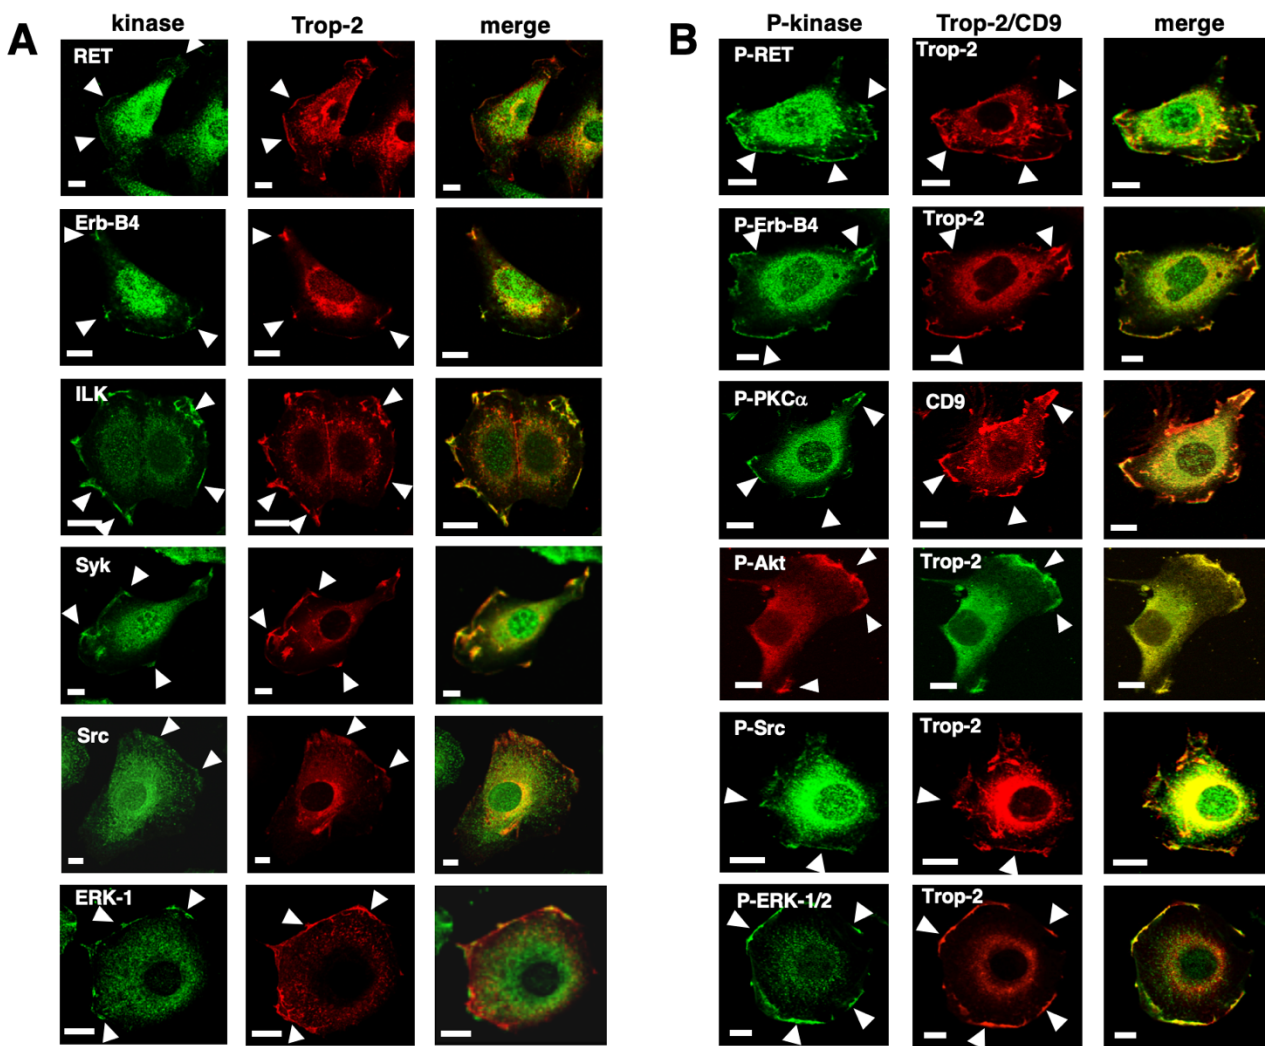 A kinase Trop-2 merge B P-kinase Trop-2/CD9 merge
RET P-RET Trop-2
Erb-B4 P-Erb-B4 Trop-2
ILK P-PKCα CD9
Syk P-Akt Trop-2
Src P-Src Trop-2
ERK-1 P-ERK-1/2 Trop-2